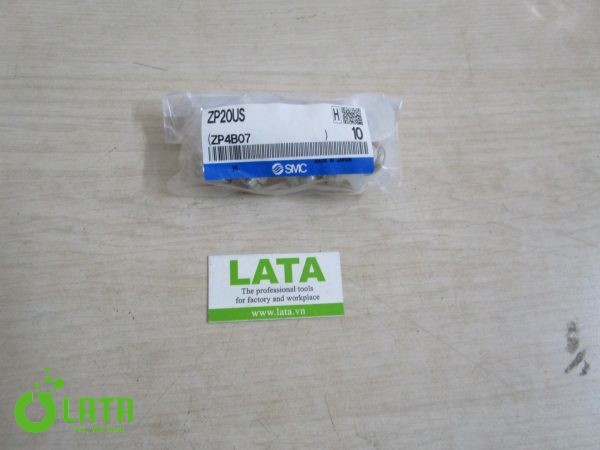 ZP20US
H
(ZP4B07 )
10
MADE IN JAPAN
H
SMC
LATA
The professional tools
for factory and workplace
www.lata.vn
LATA